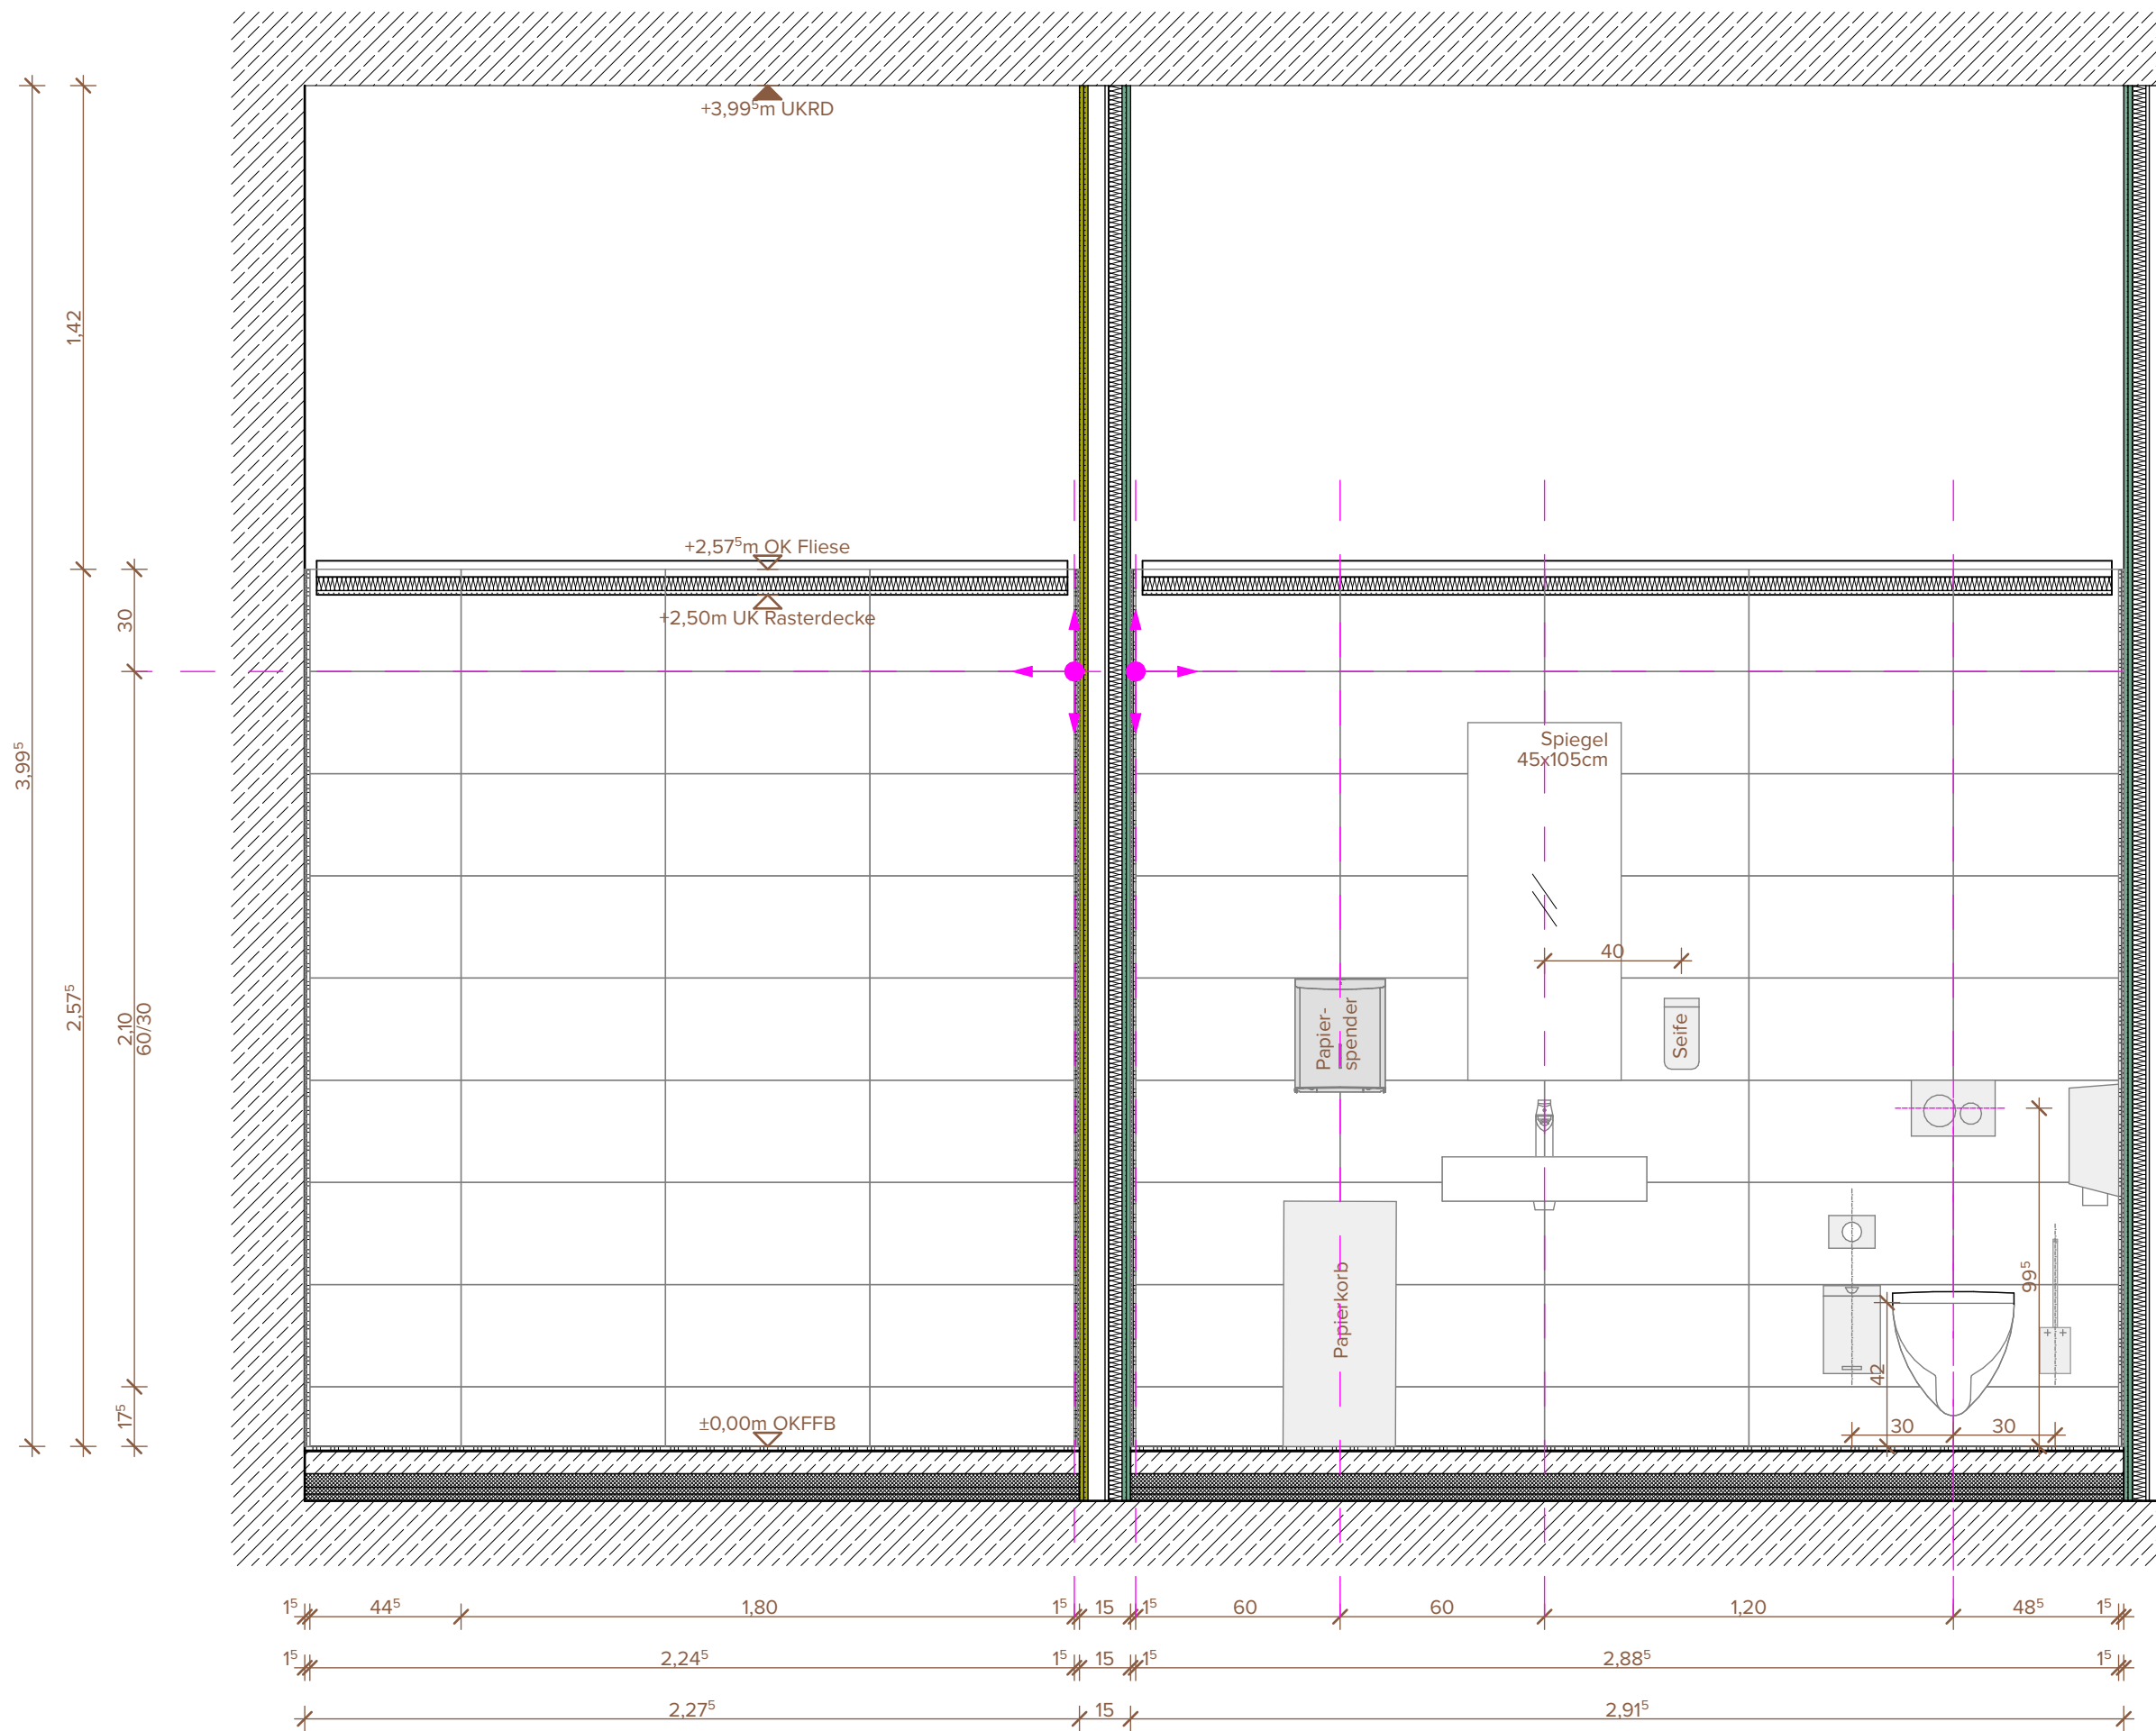 +3,99⁵m UKRD
1,42
+2,57⁵m OK Fliese
+2,50m UK Rasterdecke
30
3,99⁵
2,57⁵
2,10
60/30
17⁵
Spiegel
45x105cm
40
Papier-
spender
Seife
Papierkorb
99⁵
42
30
30
±0,00m OKFFB
1⁵ 44⁵ 1,80 1⁵ 15 1⁵ 60 60 1,20 48⁵ 1⁵
1⁵ 2,24⁵ 1⁵ 15 1⁵ 2,88⁵ 1⁵
2,27⁵ 15 2,91⁵